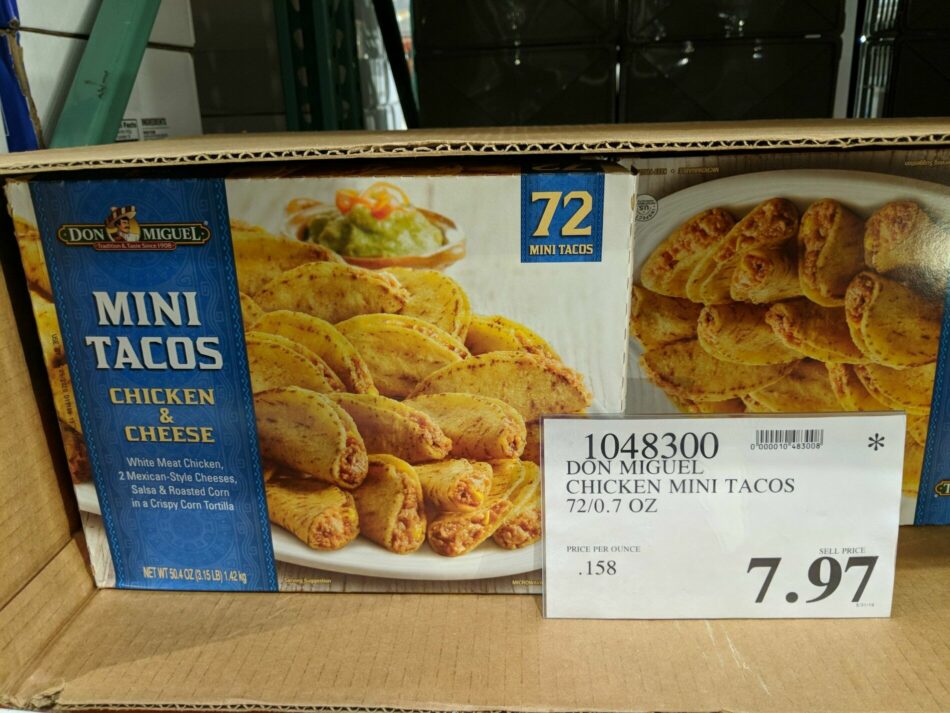 DON MIGUEL
Tradition & Taste Since 1908
MINI
TACOS
CHICKEN
&
CHEESE
White Meat Chicken,
2 Mexican-Style Cheeses,
Salsa & Roasted Corn
in a Crispy Corn Tortilla
NET WT 50.4 OZ (3.15 LB) 1.42 kg
72
MINI TACOS
Serving Suggestion
1048300
DON MIGUEL
CHICKEN MINI TACOS
72/0.7 OZ
*
PRICE PER OUNCE
.158
SELL PRICE
7.97